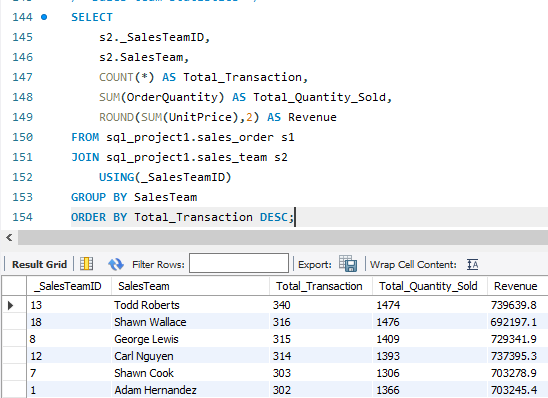 144 SELECT
145 s2._SalesTeamID,
146 s2.SalesTeam,
147 COUNT(*) AS Total_Transaction,
148 SUM(OrderQuantity) AS Total_Quantity_Sold,
149 ROUND(SUM(UnitPrice),2) AS Revenue
150 FROM sql_project1.sales_order s1
151 JOIN sql_project1.sales_team s2
152 USING(_SalesTeamID)
153 GROUP BY SalesTeam
154 ORDER BY Total_Transaction DESC;
Result Grid Filter Rows: Export: Wrap Cell Content: IA
_SalesTeamID SalesTeam Total_Transaction Total_Quantity_Sold Revenue
13 Todd Roberts 340 1474 739639.8
18 Shawn Wallace 316 1476 692197.1
8 George Lewis 315 1409 729341.9
12 Carl Nguyen 314 1393 737395.3
7 Shawn Cook 303 1306 703278.9
1 Adam Hernandez 302 1366 703245.4